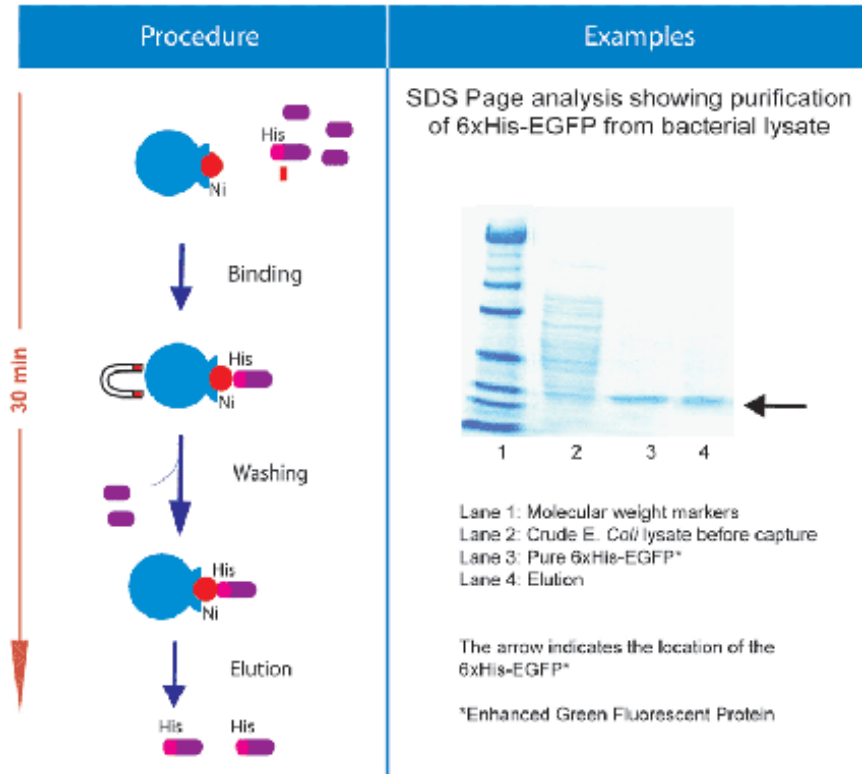 Procedure
Examples
30 min
His
Ni
Binding
His
Ni
Washing
His
Ni
Elution
His
His
SDS Page analysis showing purification
of 6xHis-EGFP from bacterial lysate
1
2
3
4
Lane 1: Molecular weight markers
Lane 2: Crude E. Coli lysate before capture
Lane 3: Pure 6xHis-EGFP*
Lane 4: Elution
The arrow indicates the location of the
6xHis-EGFP*
*Enhanced Green Fluorescent Protein